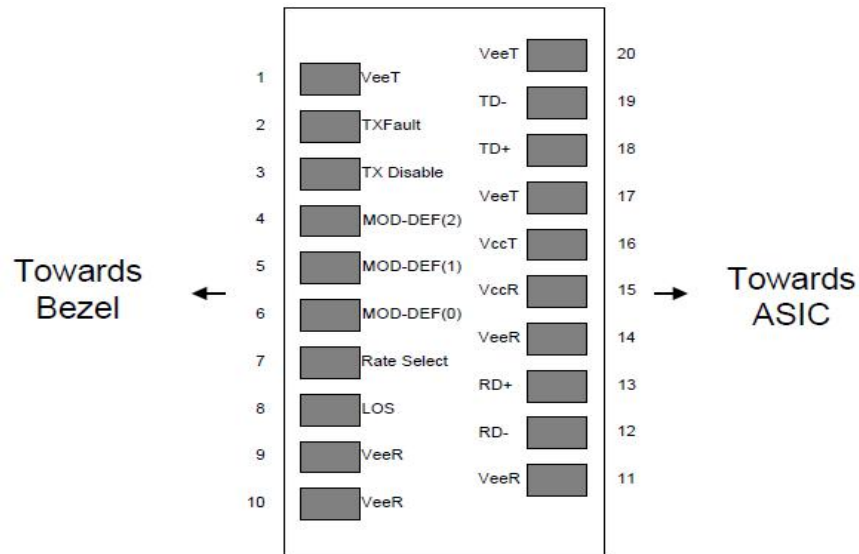 1 VeeT
2 TXFault
3 TX Disable
4 MOD-DEF(2)
5 MOD-DEF(1)
6 MOD-DEF(0)
7 Rate Select
8 LOS
9 VeeR
10 VeeR
VeeT 20
TD- 19
TD+ 18
VeeT 17
VccT 16
VccR 15
VeeR 14
RD+ 13
RD- 12
VeeR 11
Towards
Bezel
Towards
ASIC